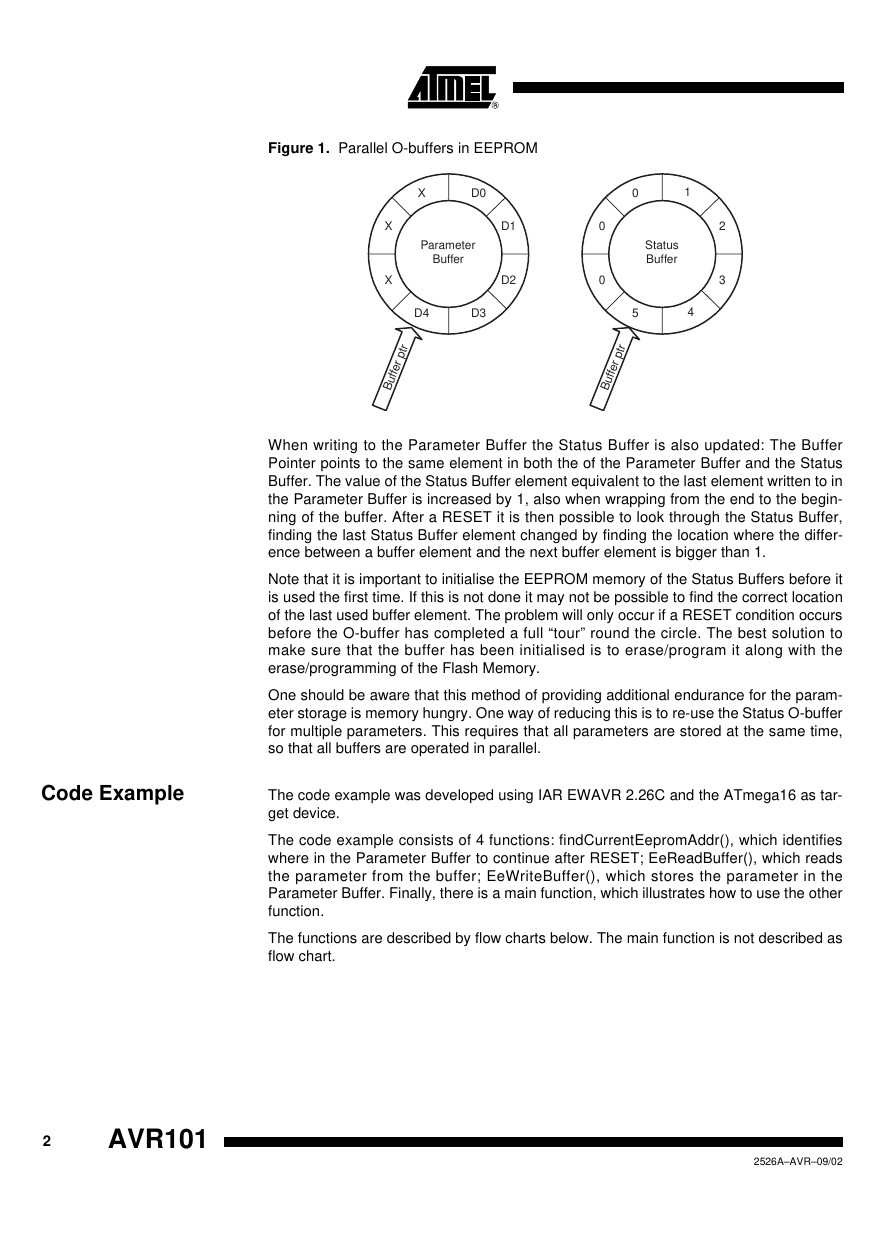 ATMEL®
Figure 1. Parallel O-buffers in EEPROM
X D0
X D1
X D2
D4 D3
Parameter
Buffer
Buffer ptr
0 1
0 2
0 3
5 4
Status
Buffer
Buffer ptr
When writing to the Parameter Buffer the Status Buffer is also updated: The Buffer
Pointer points to the same element in both the of the Parameter Buffer and the Status
Buffer. The value of the Status Buffer element equivalent to the last element written to in
the Parameter Buffer is increased by 1, also when wrapping from the end to the begin-
ning of the buffer. After a RESET it is then possible to look through the Status Buffer,
finding the last Status Buffer element changed by finding the location where the differ-
ence between a buffer element and the next buffer element is bigger than 1.
Note that it is important to initialise the EEPROM memory of the Status Buffers before it
is used the first time. If this is not done it may not be possible to find the correct location
of the last used buffer element. The problem will only occur if a RESET condition occurs
before the O-buffer has completed a full “tour” round the circle. The best solution to
make sure that the buffer has been initialised is to erase/program it along with the
erase/programming of the Flash Memory.
One should be aware that this method of providing additional endurance for the param-
eter storage is memory hungry. One way of reducing this is to re-use the Status O-buffer
for multiple parameters. This requires that all parameters are stored at the same time,
so that all buffers are operated in parallel.
Code Example
The code example was developed using IAR EWAVR 2.26C and the ATmega16 as tar-
get device.
The code example consists of 4 functions: findCurrentEepromAddr(), which identifies
where in the Parameter Buffer to continue after RESET; EeReadBuffer(), which reads
the parameter from the buffer; EeWriteBuffer(), which stores the parameter in the
Parameter Buffer. Finally, there is a main function, which illustrates how to use the other
function.
The functions are described by flow charts below. The main function is not described as
flow chart.
2 AVR101
2526A–AVR–09/02